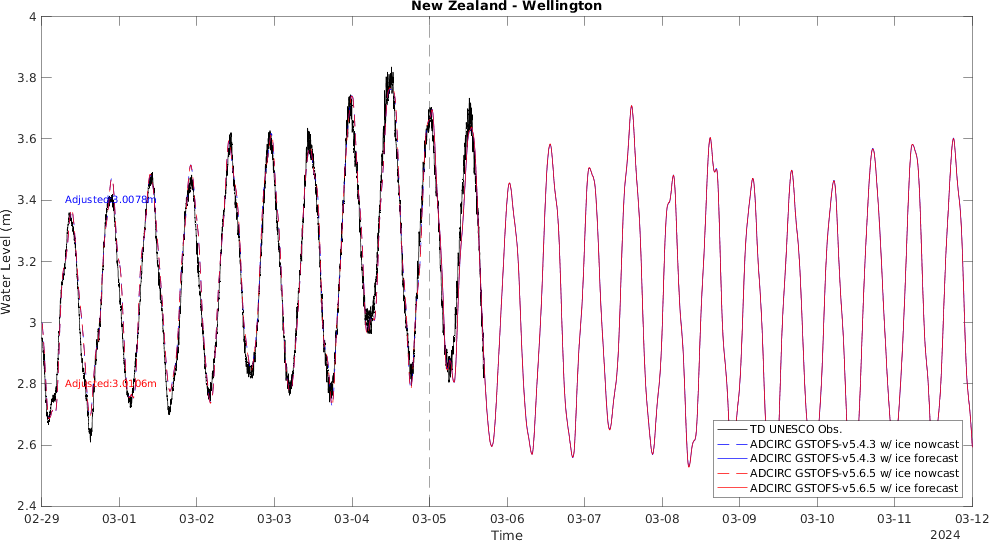 New Zealand - Wellington
4
3.8
3.6
3.4
3.2
3
2.8
2.6
2.4
Water Level (m)
Adjusted:3.0078m
Adjusted:3.0106m
TD UNESCO Obs.
ADCIRC GSTOFS-v5.4.3 w/ ice nowcast
ADCIRC GSTOFS-v5.4.3 w/ ice forecast
ADCIRC GSTOFS-v5.6.5 w/ ice nowcast
ADCIRC GSTOFS-v5.6.5 w/ ice forecast
02-29 03-01 03-02 03-03 03-04 03-05 03-06 03-07 03-08 03-09 03-10 03-11 03-12
Time
2024